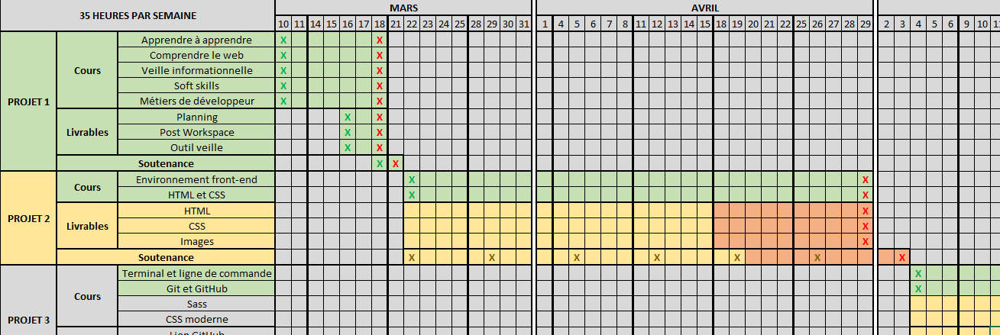 35 HEURES PAR SEMAINE MARS AVRIL
10 11 14 15 16 17 18 21 22 23 24 25 28 29 30 31 1 4 5 6 7 8 11 12 13 14 15 18 19 20 21 22 25 26 27 28 29 2 3 4 5 6 9 10
PROJET 1 Cours Apprendre à apprendre X X
Comprendre le web X X
Veille informationnelle X X
Soft skills X X
Métiers de développeur X X
Livrables Planning X X
Post Workspace X X
Outil veille X X
Soutenance X X
PROJET 2 Cours Environnement front-end X X
HTML et CSS X X
Livrables HTML X
CSS X
Images X
Soutenance X X X X X X X
PROJET 3 Cours Terminal et ligne de commande X
Git et GitHub X
Sass
CSS moderne
Lien GitHub